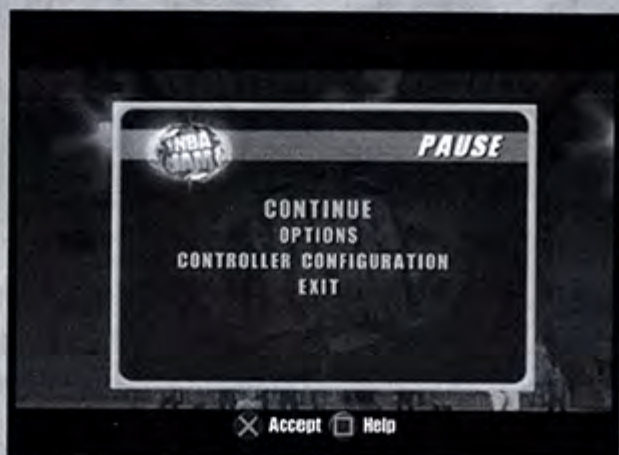 NBA
JAM
PAUSE
CONTINUE
OPTIONS
CONTROLLER CONFIGURATION
EXIT
Accept Help